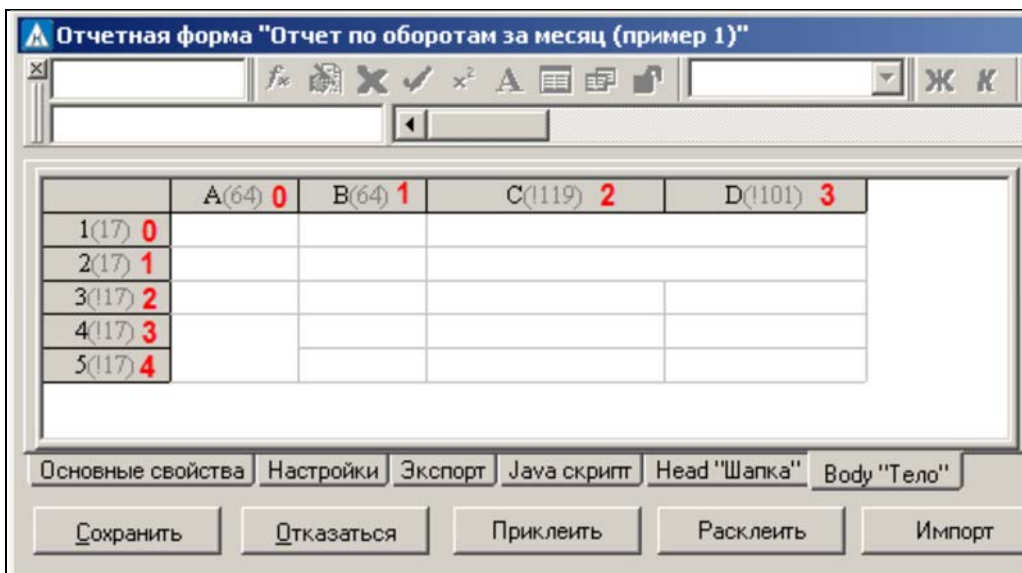 Отчетная форма "Отчет по оборотам за месяц (пример 1)"
Ж К
A(64) 0 B(64) 1 C(!119) 2 D(!101) 3
1(17) 0
2(17) 1
3(!17) 2
4(!17) 3
5(!17) 4
Основные свойства Настройки Экспорт Java скрипт Head "Шапка" Body "Тело"
Сохранить Отказаться Приклеить Расклеить Импорт